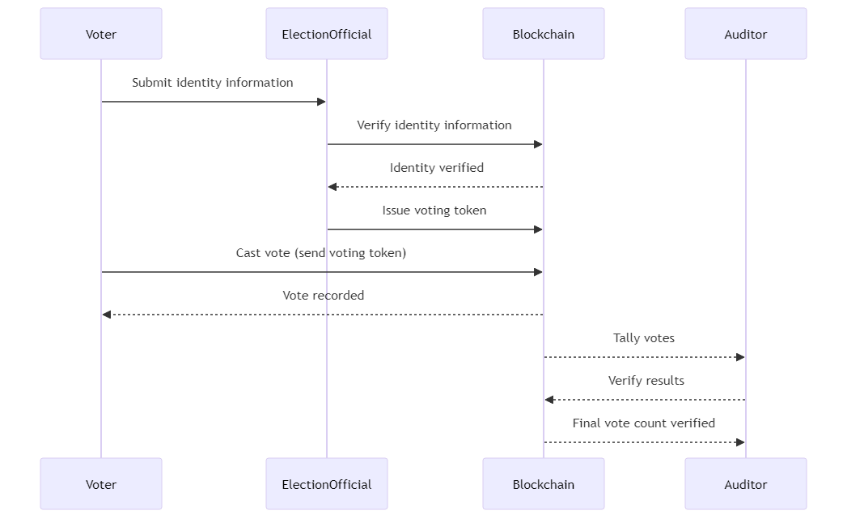 Voter
ElectionOfficial
Blockchain
Auditor
Submit identity information
Verify identity information
Identity verified
Issue voting token
Cast vote (send voting token)
Vote recorded
Tally votes
Verify results
Final vote count verified
Voter
ElectionOfficial
Blockchain
Auditor